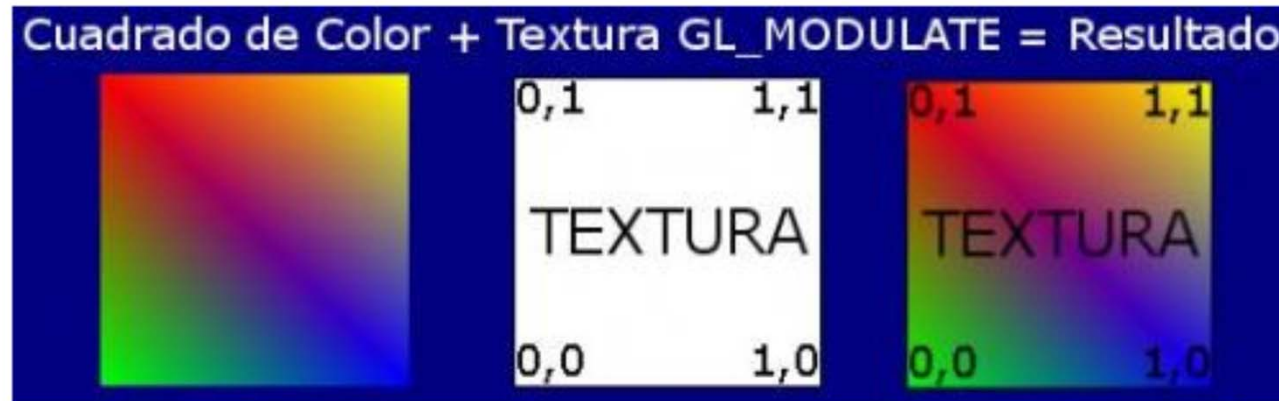 Cuadrado de Color + Textura GL_MODULATE = Resultado
0,1 1,1
TEXTURA
0,0 1,0
0,1 1,1
TEXTURA
0,0 1,0